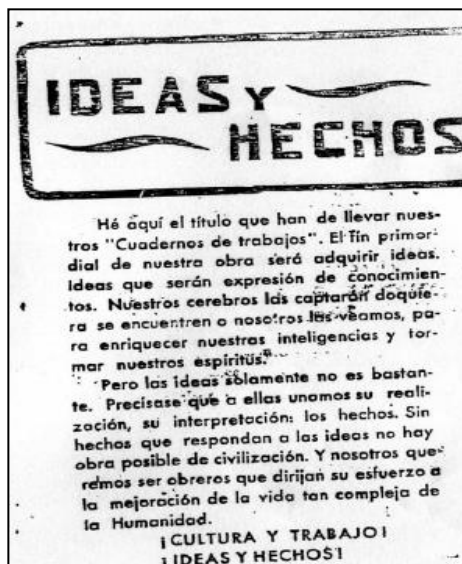 IDEAS Y
HECHOS
Hé aquí el título que han de llevar nues-
tros "Cuadernos de trabajos". El fin primor-
dial de nuestra obra será adquirir ideas.
Ideas que serán expresión de conocimien-
tos. Nuestros cerebros las captarán doquie-
ra se encuentren o nosotros las veamos, pa-
ra enriquecer nuestras inteligencias y for-
mar nuestros espíritus.
Pero las ideas solamente no es bastan-
te. Precísase que a ellas unamos su reali-
zación, su interpretación: los hechos. Sin
hechos que respondan a las ideas no hay
obra posible de civilización. Y nosotros que-
remos ser obreros que dirijan su esfuerzo a
la mejoración de la vida tan compleja de
la Humanidad.
¡CULTURA Y TRABAJO!
¡IDEAS Y HECHOS!